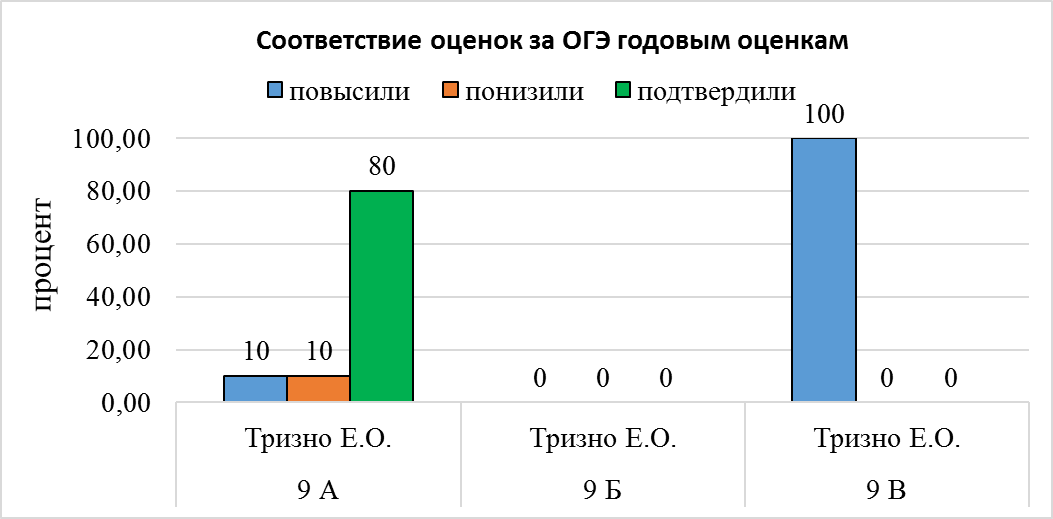 Соответствие оценок за ОГЭ годовым оценкам
повысили понизили подтвердили
процент
100,00
80,00
60,00
40,00
20,00
0,00
10 10 80
0 0 0
100 0 0
Тризно Е.О. Тризно Е.О. Тризно Е.О.
9 А 9 Б 9 В